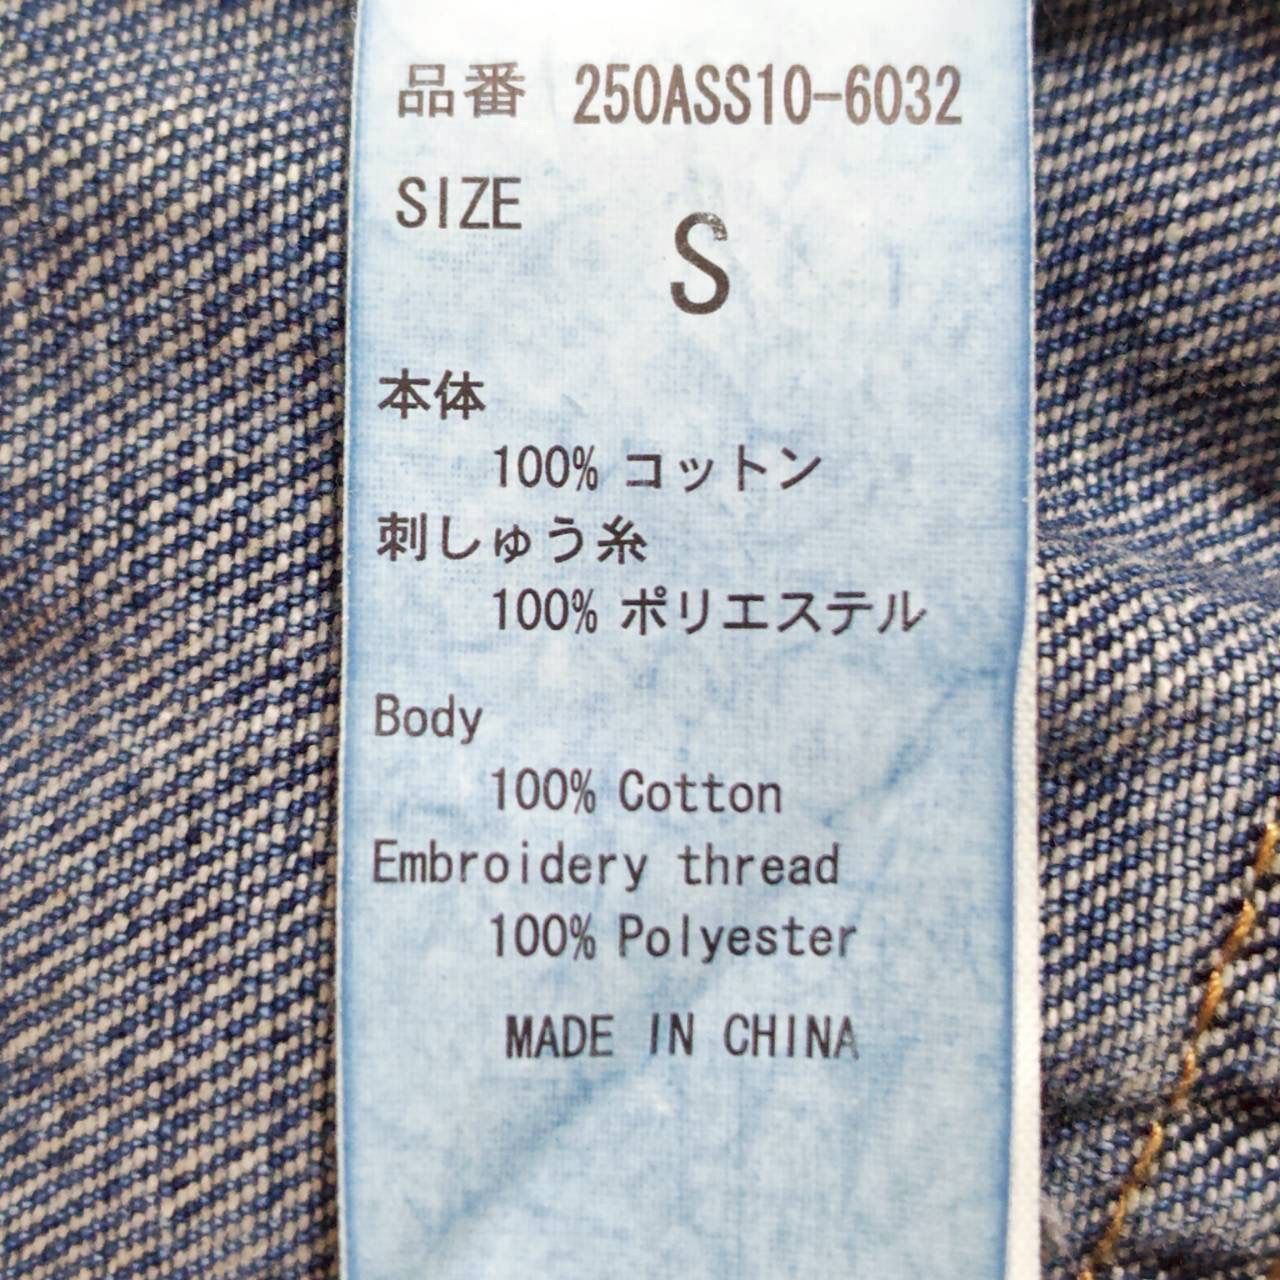 品番 250ASS10-6032
SIZE
S
本体
100% コットン
刺しゅう糸
100% ポリエステル
Body
100% Cotton
Embroidery thread
100% Polyester
MADE IN CHINA